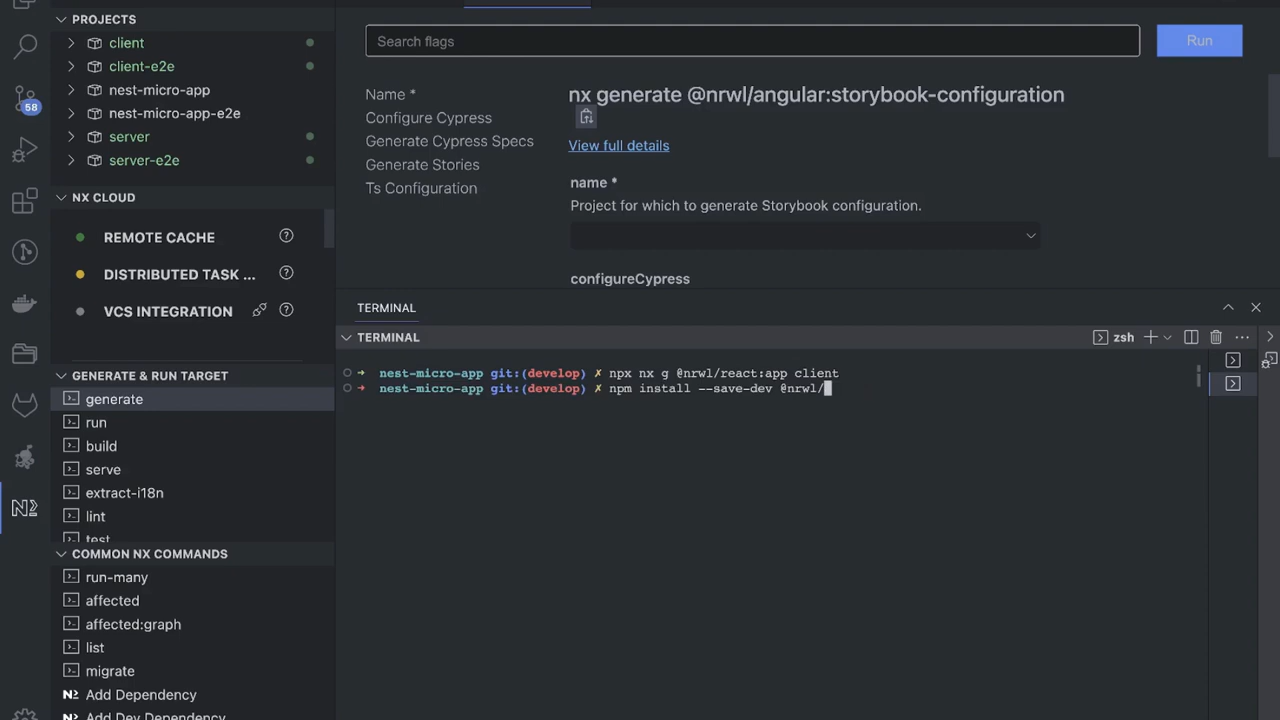 PROJECTS
client
client-e2e
nest-micro-app
nest-micro-app-e2e
server
server-e2e
58
NX CLOUD
REMOTE CACHE
DISTRIBUTED TASK ...
VCS INTEGRATION
GENERATE & RUN TARGET
generate
run
build
serve
extract-i18n
lint
test
COMMON NX COMMANDS
run-many
affected
affected:graph
list
migrate
Add Dependency
Add Dev Dependency
Search flags
Run
Name *
Configure Cypress
Generate Cypress Specs
Generate Stories
Ts Configuration
nx generate @nrwl/angular:storybook-configuration
View full details
name *
Project for which to generate Storybook configuration.
configureCypress
TERMINAL
TERMINAL
zsh
nest-micro-app git:(develop) ✗ npx nx g @nrwl/react:app client
nest-micro-app git:(develop) ✗ npm install --save-dev @nrwl/